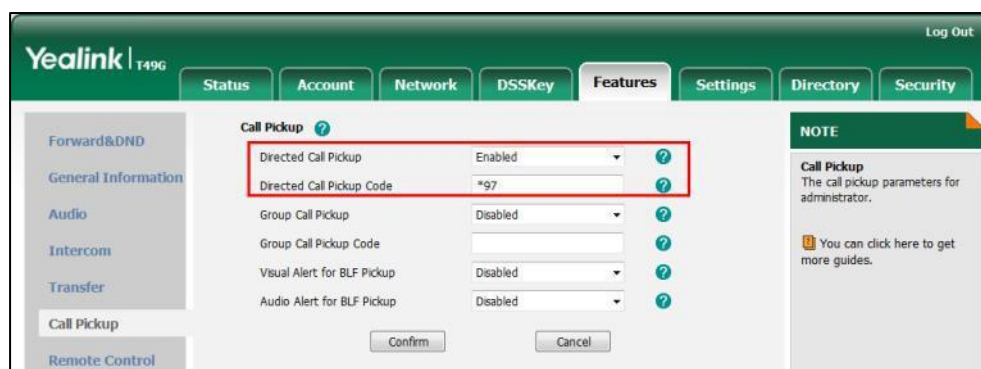 Log Out
Yealink | T49G
Status Account Network DSSKey Features Settings Directory Security
Forward&DND
General Information
Audio
Intercom
Transfer
Call Pickup
Remote Control
Call Pickup ?
Directed Call Pickup Enabled ?
Directed Call Pickup Code *97 ?
Group Call Pickup Disabled ?
Group Call Pickup Code ?
Visual Alert for BLF Pickup Disabled ?
Audio Alert for BLF Pickup Disabled ?
Confirm Cancel
NOTE
Call Pickup
The call pickup parameters for
administrator.
You can click here to get
more guides.